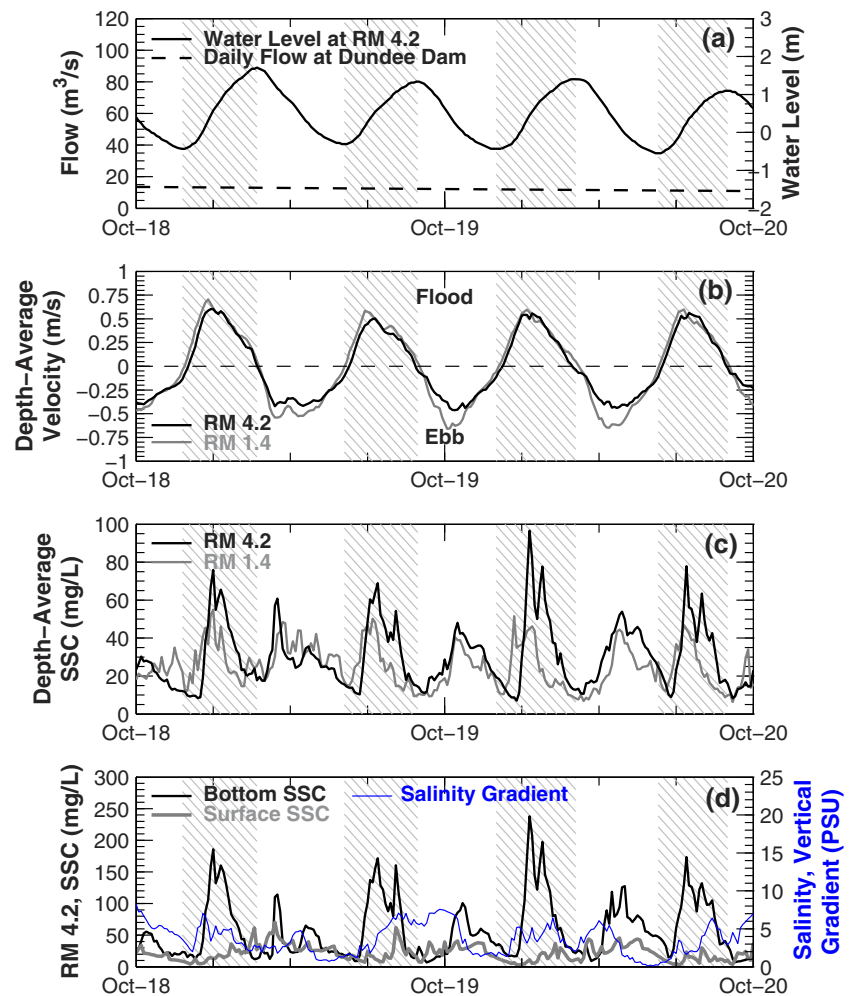 120
100
80
60
40
20
0
Flow (m³/s)
Water Level at RM 4.2
Daily Flow at Dundee Dam
(a)
3
2
1
0
−1
−2
Water Level (m)
Oct−18
Oct−19
Oct−20
1
0.75
0.5
0.25
0
−0.25
−0.5
−0.75
−1
Depth−Average
Velocity (m/s)
Flood
(b)
RM 4.2
RM 1.4
Ebb
Oct−18
Oct−19
Oct−20
100
80
60
40
20
0
Depth−Average
SSC (mg/L)
RM 4.2
RM 1.4
(c)
Oct−18
Oct−19
Oct−20
300
250
200
150
100
50
0
RM 4.2, SSC (mg/L)
Bottom SSC
Surface SSC
Salinity Gradient
(d)
25
20
15
10
5
0
Salinity, Vertical
Gradient (PSU)
Oct−18
Oct−19
Oct−20